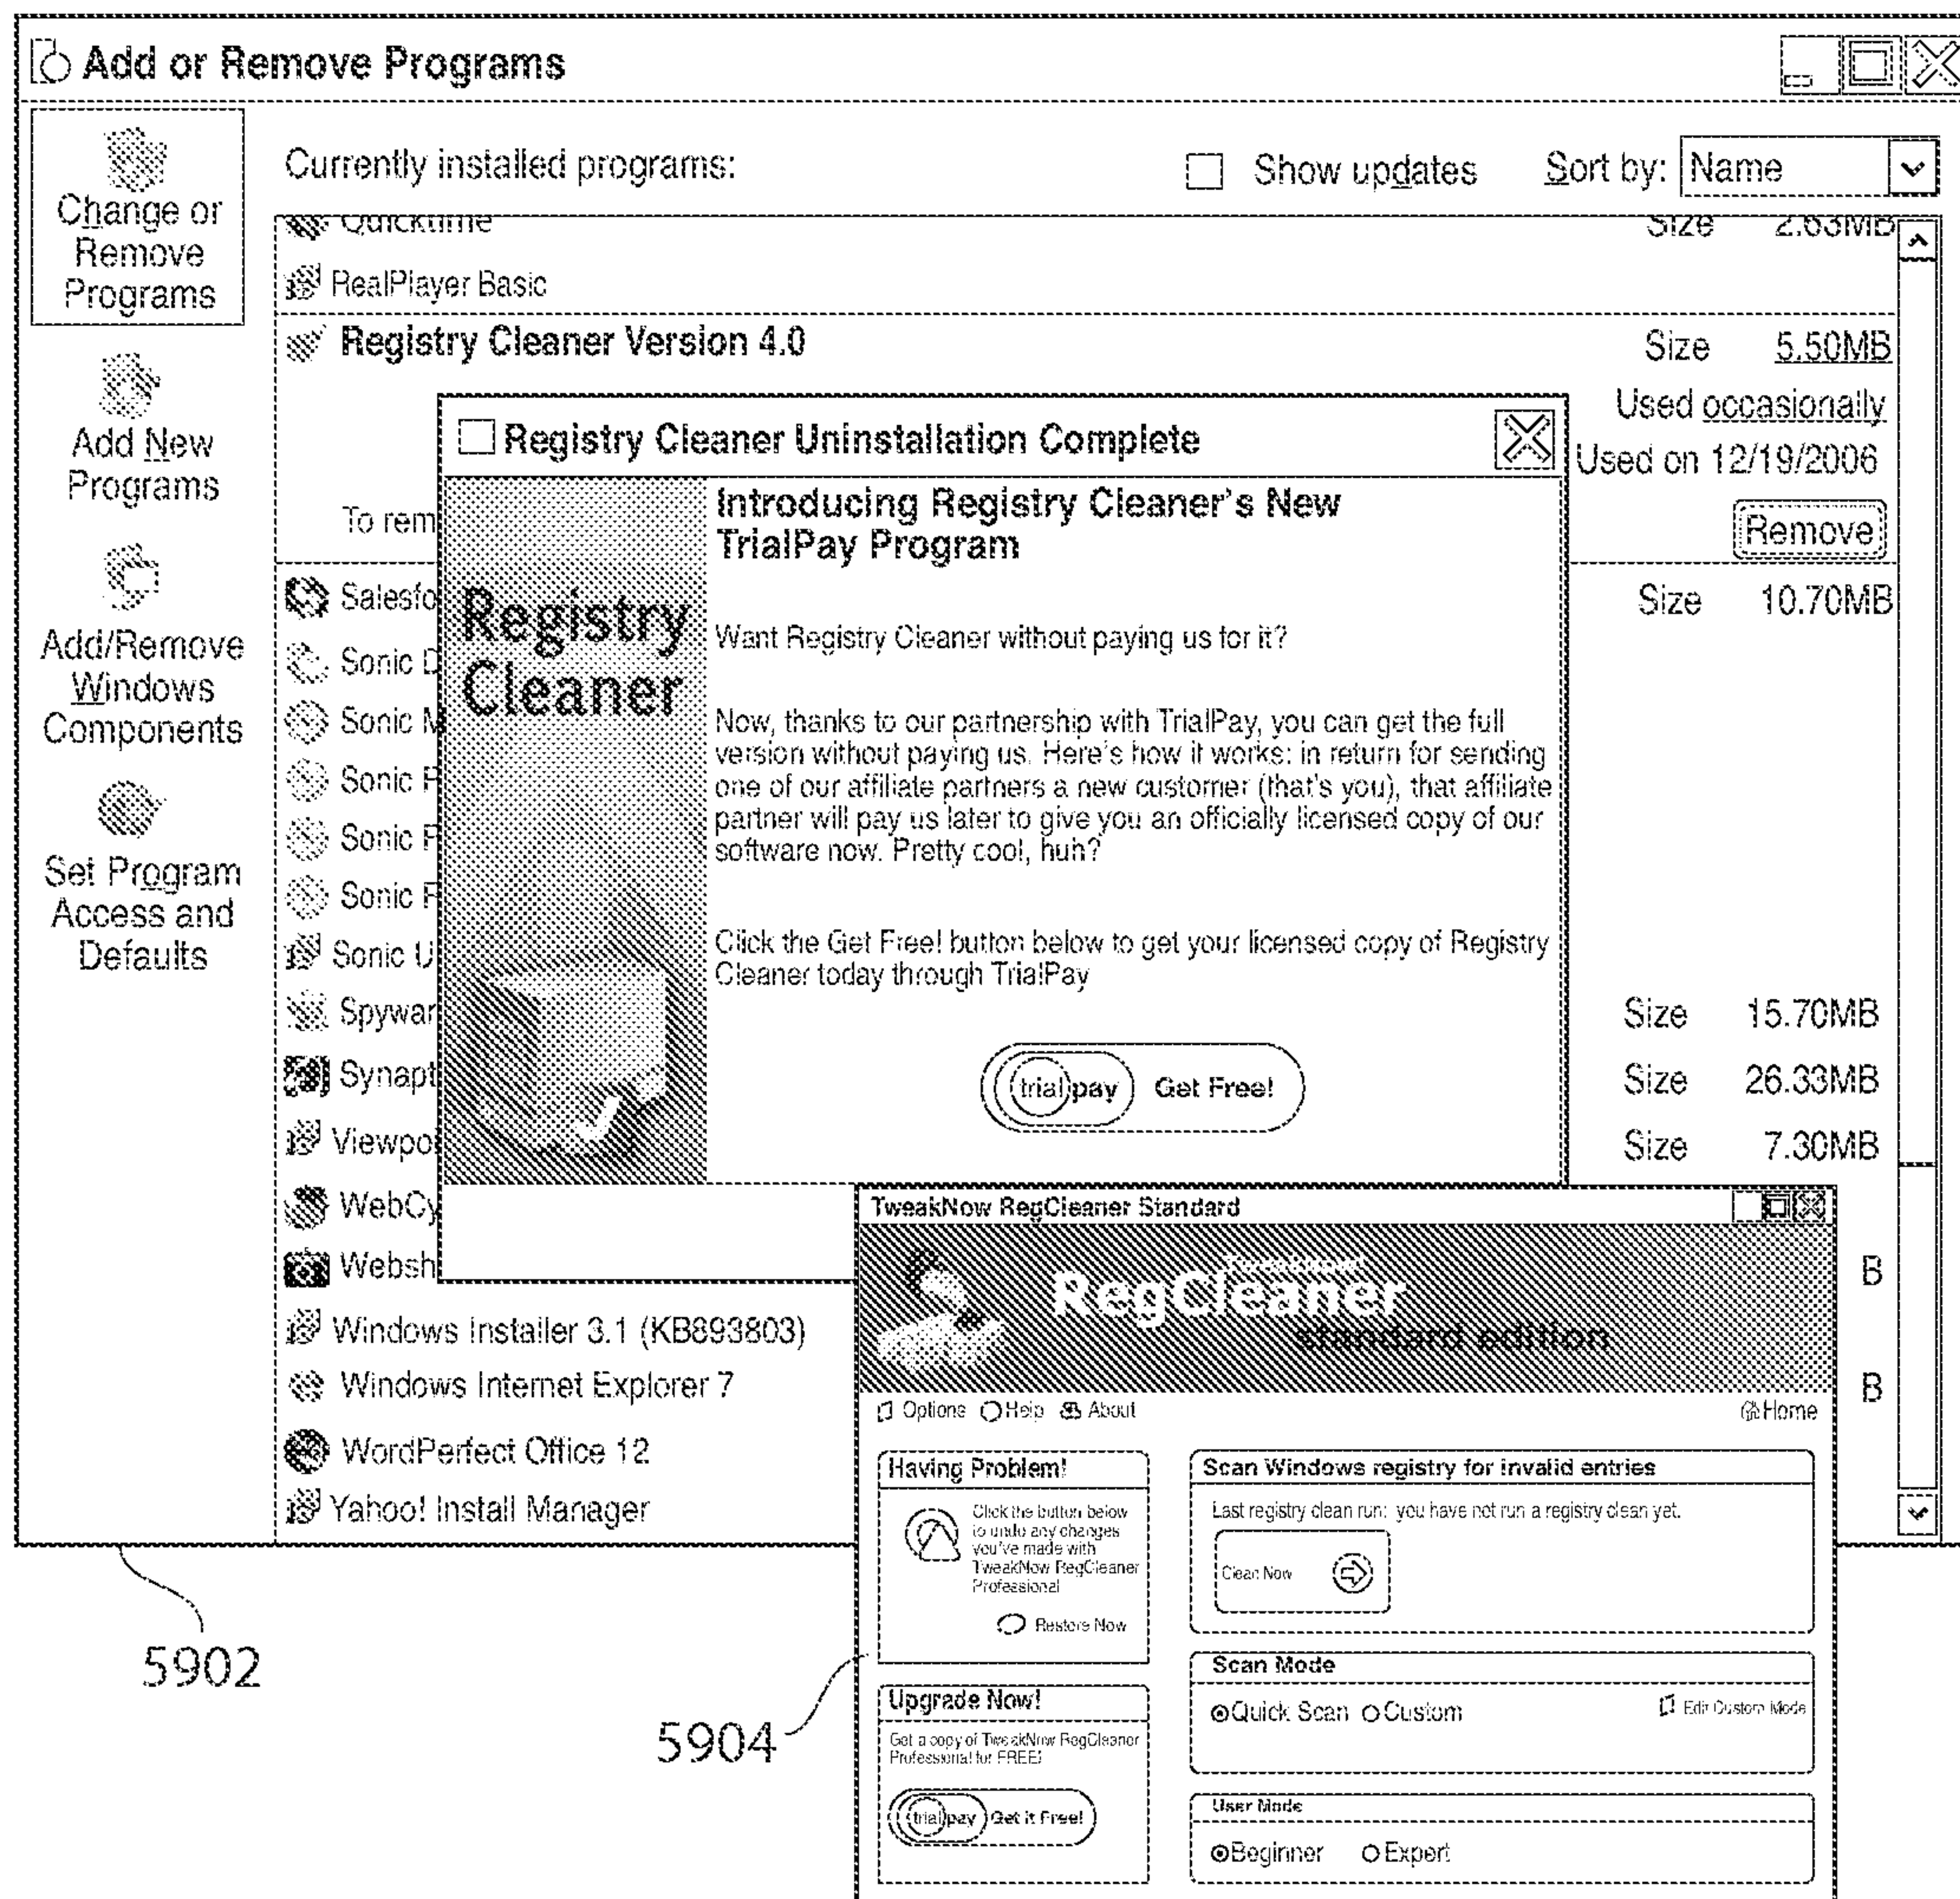 Add or Remove Programs
Change or
Remove
Programs
Add New
Programs
Add/Remove
Windows
Components
Set Program
Access and
Defaults
Currently installed programs:
Show updates
Sort by: Name
Quicktime Size 2.63MB
RealPlayer Basic
Registry Cleaner Version 4.0 Size 5.50MB
Used occasionally
Used on 12/19/2006
To rem
Remove
Salesfo Size 10.70MB
Sonic D
Sonic M
Sonic R
Sonic R
Sonic R
Sonic U
Spywar Size 15.70MB
Synapt Size 26.33MB
Viewpoi Size 7.30MB
WebCy
Websh B
Windows Installer 3.1 (KB893803)
Windows Internet Explorer 7 B
WordPerfect Office 12
Yahoo! Install Manager
Registry Cleaner Uninstallation Complete
Registry
Cleaner
Introducing Registry Cleaner's New
TrialPay Program
Want Registry Cleaner without paying us for it?
Now, thanks to our partnership with TrialPay, you can get the full
version without paying us. Here's how it works: in return for sending
one of our affiliate partners a new customer (that's you), that affiliate
partner will pay us later to give you an officially licensed copy of our
software now. Pretty cool, huh?
Click the Get Free! button below to get your licensed copy of Registry
Cleaner today through TrialPay
trialpay Get Free!
TweakNow RegCleaner Standard
TweakNow!
RegCleaner
standard edition
Options Help About
Home
Having Problem!
Click the button below
to undo any changes
you've made with
TweakNow RegCleaner
Professional
Restore Now
Upgrade Now!
Get a copy of TweakNow RegCleaner
Professional for FREE!
trialpay Get it Free!
Scan Windows registry for invalid entries
Last registry clean run: you have not run a registry clean yet.
Clean Now
Scan Mode
Quick Scan Custom
Edit Custom Mode
User Mode
Beginner Expert
5902
5904